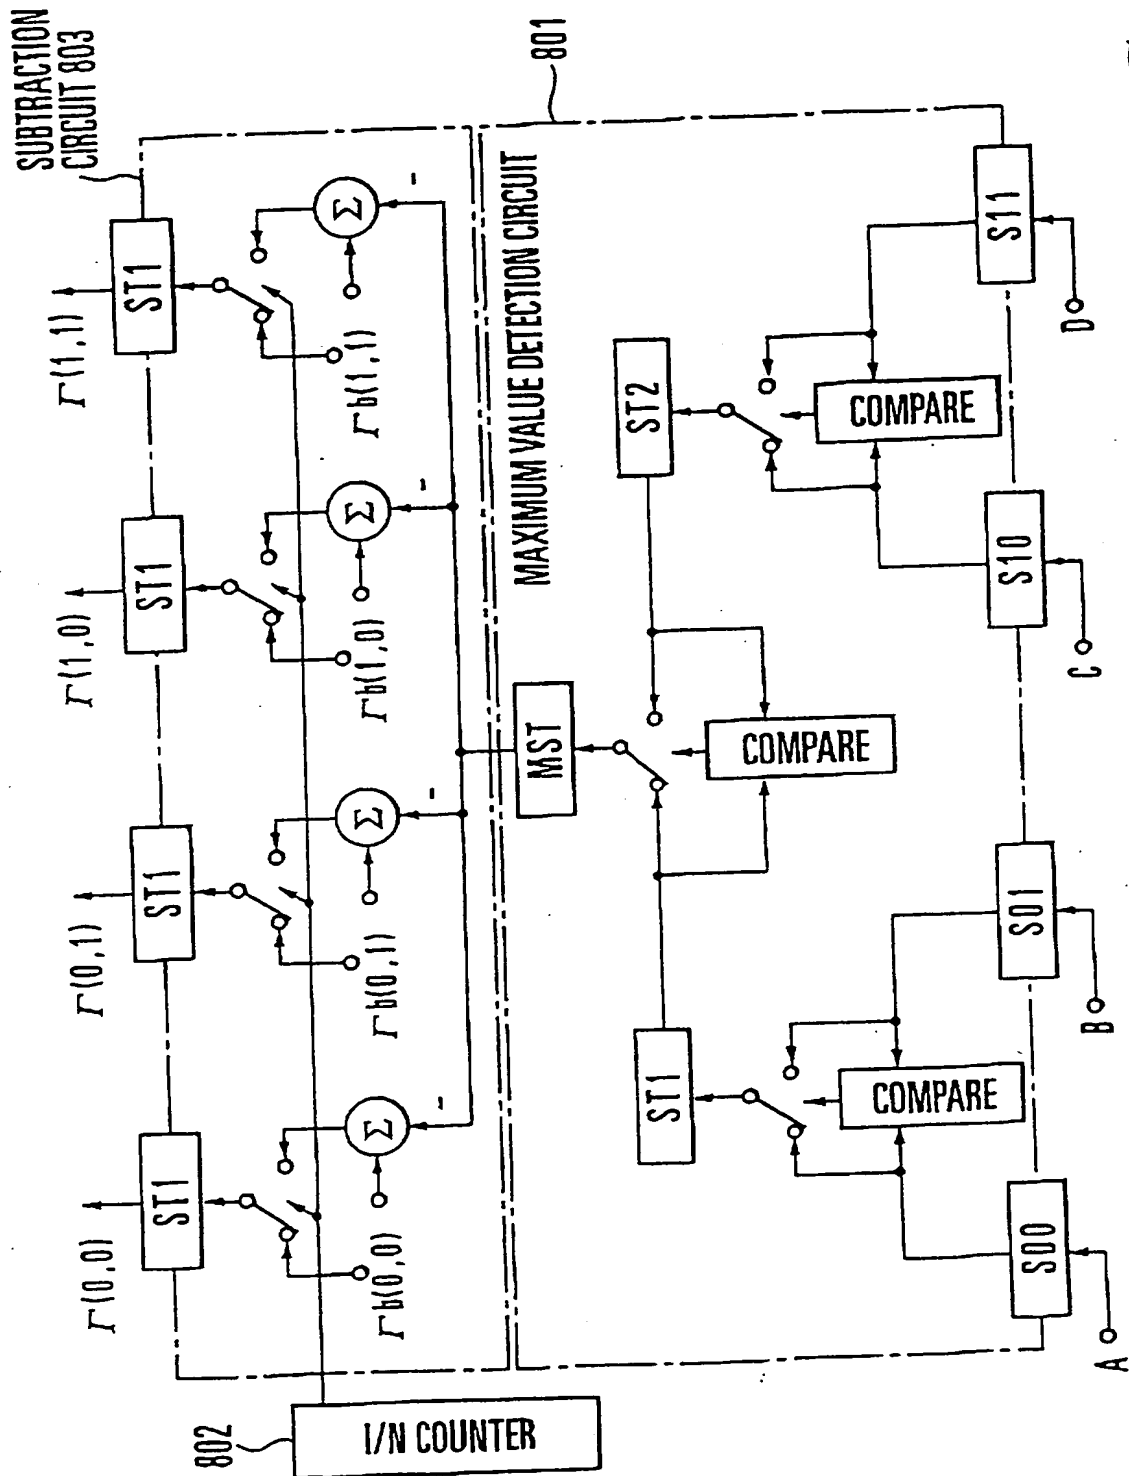 SUBTRACTION
CIRCUIT 803
Γ(0,0)
Γ(0,1)
Γ(1,0)
Γ(1,1)
ST1
ST1
ST1
ST1
Σ
Σ
Σ
Σ
-
-
-
-
Γb(0,0)
Γb(0,1)
Γb(1,0)
Γb(1,1)
802
I/N COUNTER
801
MAXIMUM VALUE DETECTION CIRCUIT
MST
COMPARE
ST1
ST2
COMPARE
COMPARE
S00
S01
S10
S11
A
B
C
D